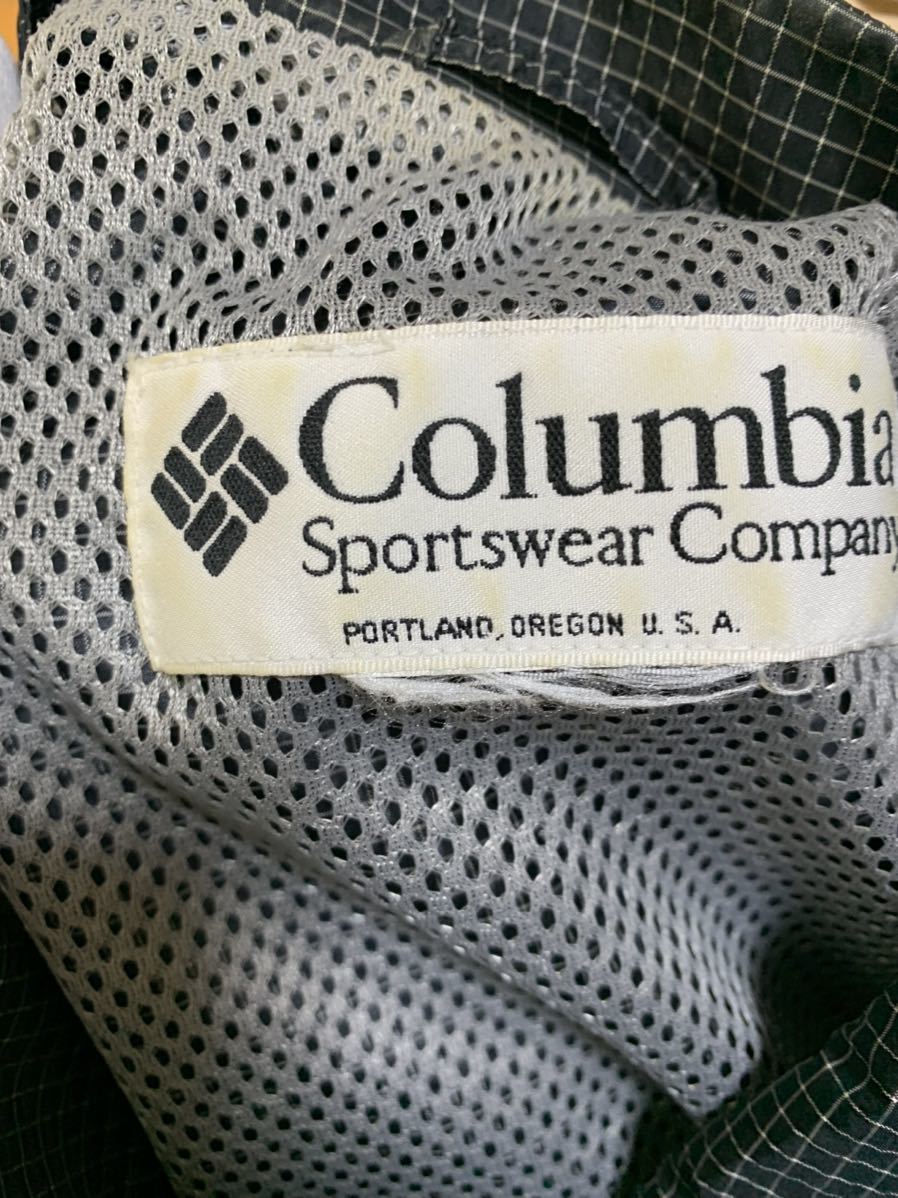 Columbia
Sportswear Company
PORTLAND, OREGON U. S. A.